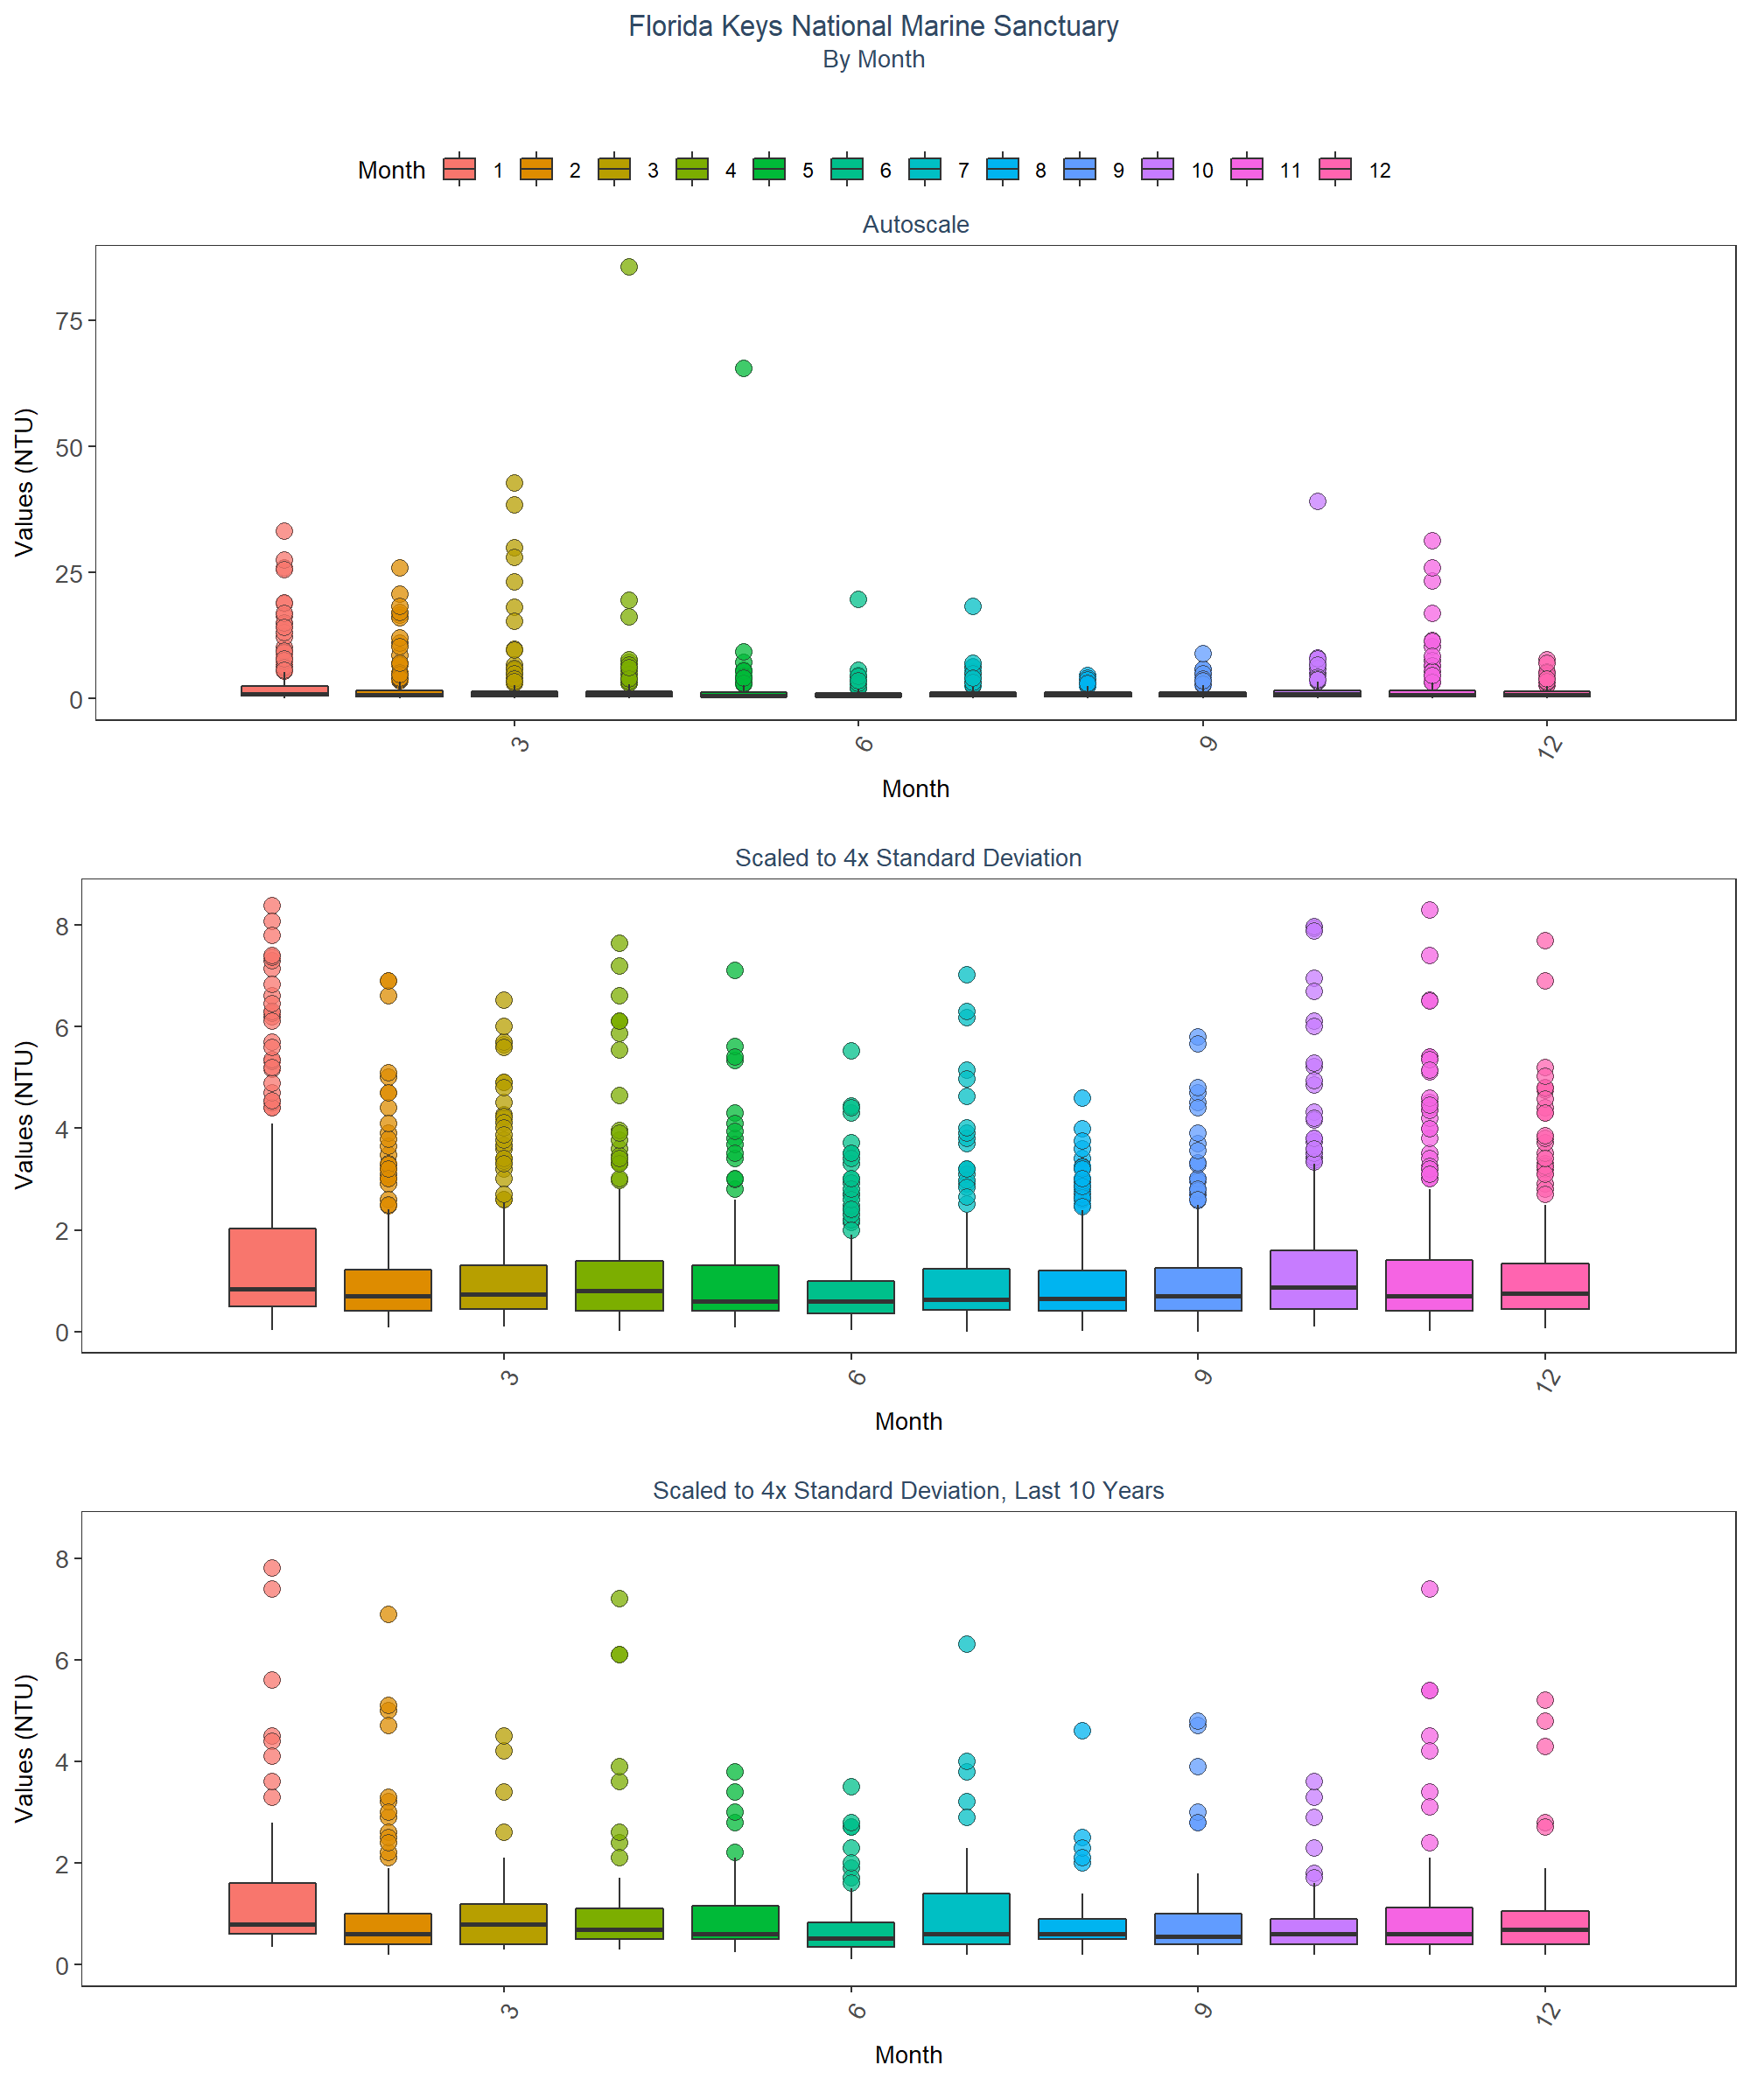 Florida Keys National Marine Sanctuary
By Month
Month 1 2 3 4 5 6 7 8 9 10 11 12
Autoscale
Values (NTU)
75
50
25
0
3 6 9 12
Month
Scaled to 4x Standard Deviation
Values (NTU)
8
6
4
2
0
3 6 9 12
Month
Scaled to 4x Standard Deviation, Last 10 Years
Values (NTU)
8
6
4
2
0
3 6 9 12
Month